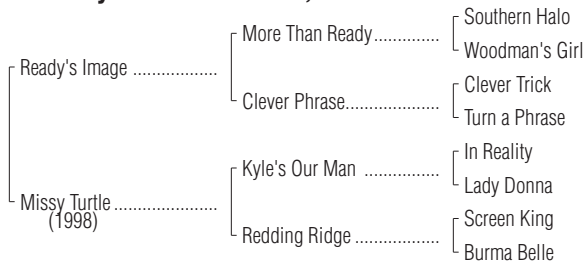 Southern Halo
More Than Ready
Woodman's Girl
Ready's Image
Clever Trick
Clever Phrase
Turn a Phrase
In Reality
Kyle's Our Man
Lady Donna
Missy Turtle
(1998)
Screen King
Redding Ridge
Burma Belle